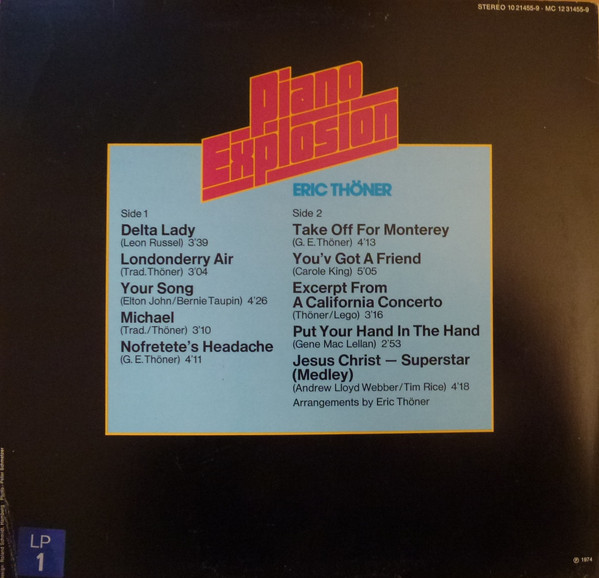 STEREO 10 21455-9 · MC 12 31455-9
Piano
Explosion
ERIC THÖNER
Side 1
Delta Lady
(Leon Russel) 3'39
Londonderry Air
(Trad. Thöner) 3'04
Your Song
(Elton John/Bernie Taupin) 4'26
Michael
(Trad./Thöner) 3'10
Nofretete's Headache
(G. E. Thöner) 4'11
Side 2
Take Off For Monterey
(G. E. Thöner) 4'13
You'v Got A Friend
(Carole King) 5'05
Excerpt From
A California Concerto
(Thöner/Lego) 3'16
Put Your Hand In The Hand
(Gene Mac Lellan) 2'53
Jesus Christ – Superstar
(Medley)
(Andrew Lloyd Webber/Tim Rice) 4'18
Arrangements by Eric Thöner
LP
1
℗ 1974